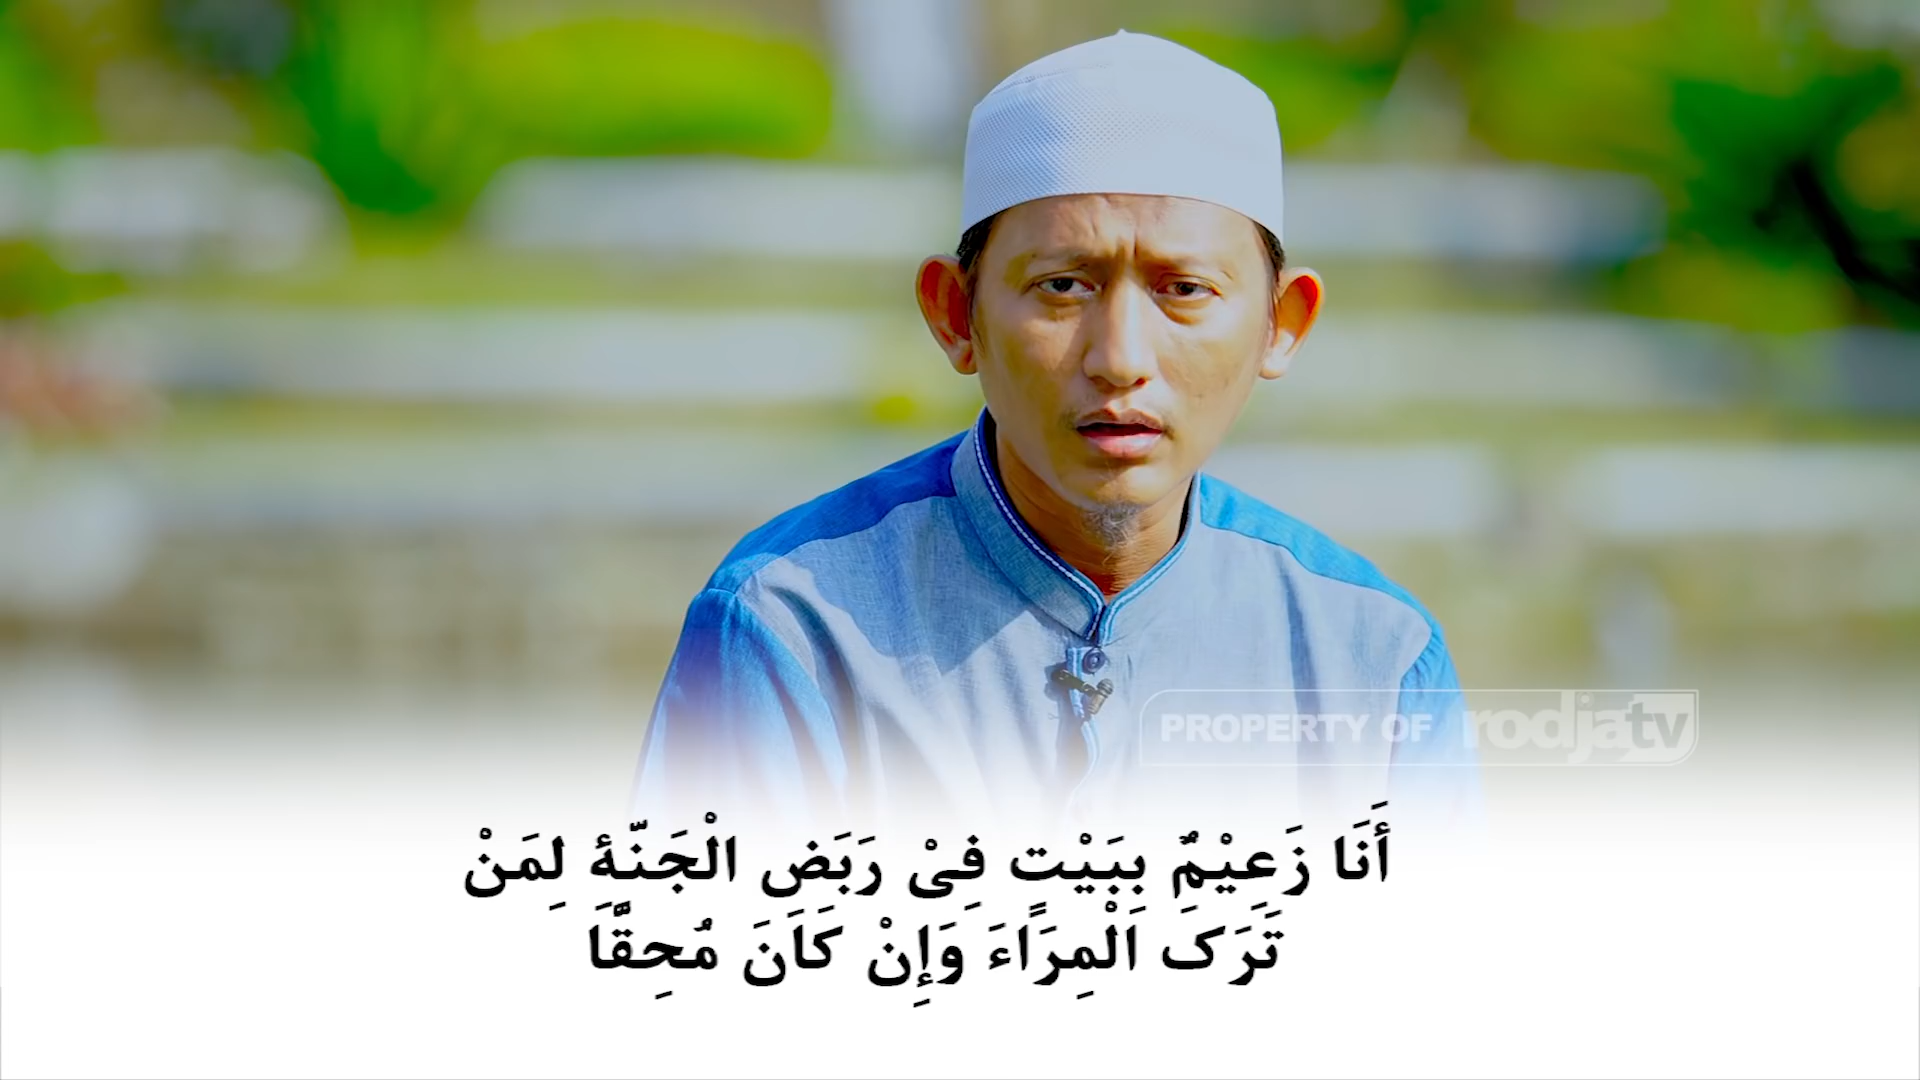 PROPERTY OF rodjatv
أَنَا زَعِيْمٌ بِبَيْتٍ فِىْ رَبَضِ الْجَنَّةِ لِمَنْ
تَرَكَ الْمِرَاءَ وَإِنْ كَانَ مُحِقًّا